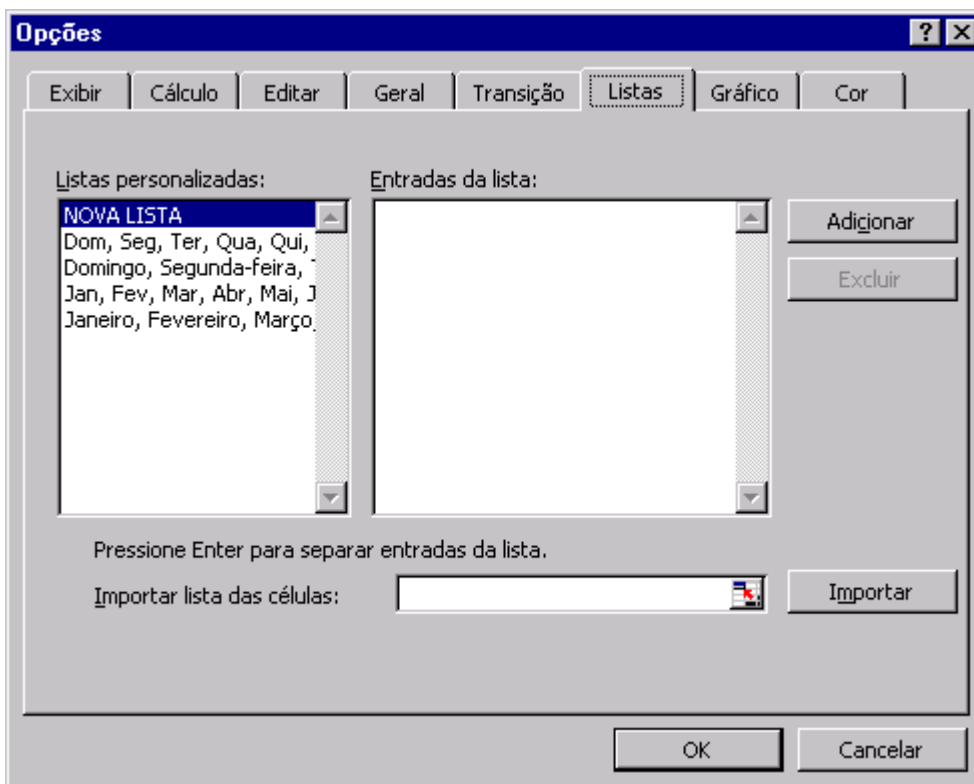 Opções
Exibir Cálculo Editar Geral Transição Listas Gráfico Cor
Listas personalizadas: Entradas da lista:
NOVA LISTA
Dom, Seg, Ter, Qua, Qui,
Domingo, Segunda-feira,
Jan, Fev, Mar, Abr, Mai, J
Janeiro, Fevereiro, Março,
Adicionar
Excluir
Pressione Enter para separar entradas da lista.
Importar lista das células: Importar
OK Cancelar